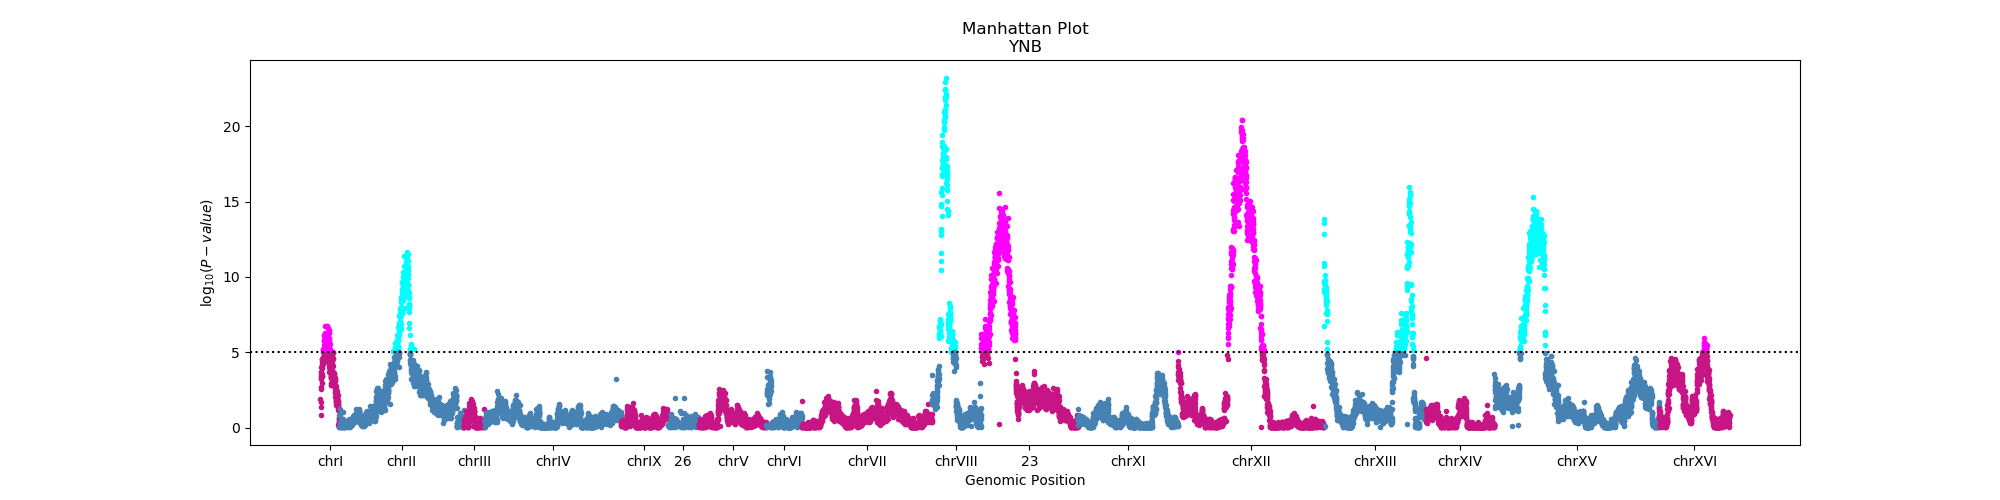 Manhattan Plot
YNB
log10(P − value)
20
15
10
5
0
chrI chrII chrIII chrIV chrIX 26 chrV chrVI chrVII chrVIII 23 chrXI chrXII chrXIII chrXIV chrXV chrXVI
Genomic Position